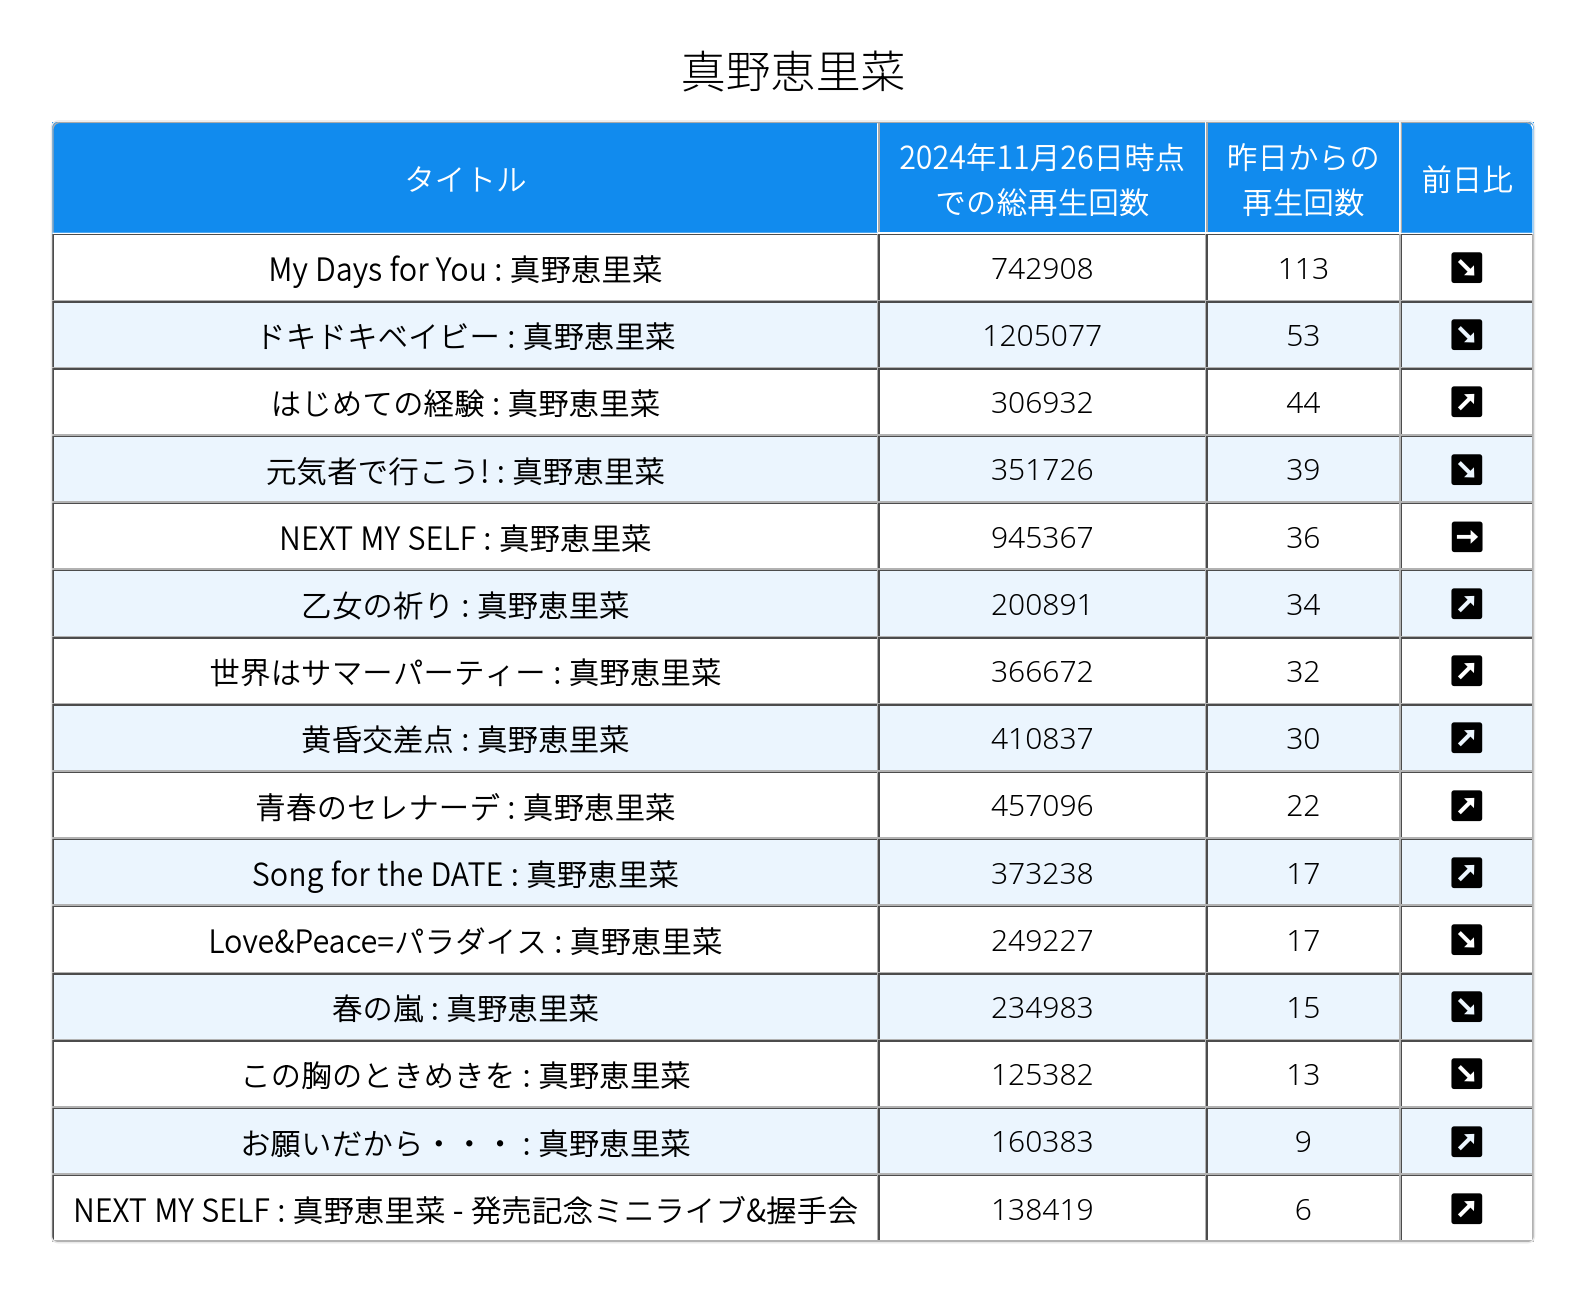 真野恵里菜
タイトル 2024年11月26日時点 昨日からの 前日比
での総再生回数 再生回数
My Days for You : 真野恵里菜 742908 113
ドキドキベイビー : 真野恵里菜 1205077 53
はじめての経験 : 真野恵里菜 306932 44
元気者で行こう! : 真野恵里菜 351726 39
NEXT MY SELF : 真野恵里菜 945367 36
乙女の祈り : 真野恵里菜 200891 34
世界はサマーパーティー : 真野恵里菜 366672 32
黄昏交差点 : 真野恵里菜 410837 30
青春のセレナーデ : 真野恵里菜 457096 22
Song for the DATE : 真野恵里菜 373238 17
Love&Peace=パラダイス : 真野恵里菜 249227 17
春の嵐 : 真野恵里菜 234983 15
この胸のときめきを : 真野恵里菜 125382 13
お願いだから・・・ : 真野恵里菜 160383 9
NEXT MY SELF : 真野恵里菜 - 発売記念ミニライブ&握手会 138419 6